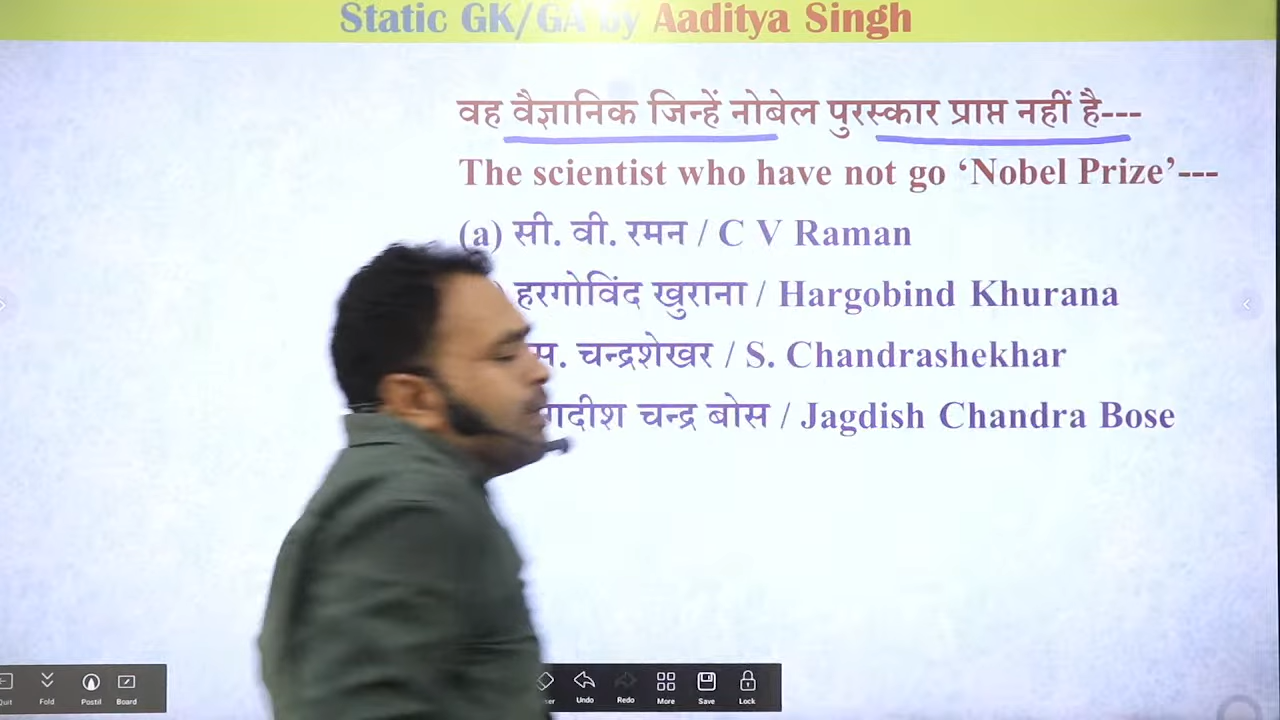 Static GK/GA by Aaditya Singh
वह वैज्ञानिक जिन्हें नोबेल पुरस्कार प्राप्त नहीं है---
The scientist who have not go ‘Nobel Prize’---
(a) सी. वी. रमन / C V Raman
हरगोविंद खुराना / Hargobind Khurana
चन्द्रशेखर / S. Chandrashekhar
चन्द्र बोस / Jagdish Chandra Bose
Fold Postil Board Undo Redo More Save Lock